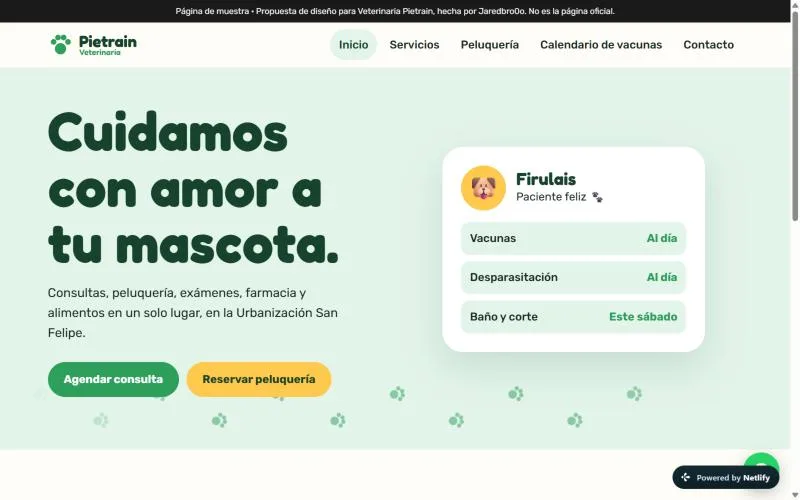 Página de muestra • Propuesta de diseño para Veterinaria Pietrain, hecha por Jaredbro0o. No es la página oficial.
Pietrain
Veterinaria
Inicio
Servicios
Peluquería
Calendario de vacunas
Contacto
Cuidamos
con amor a
tu mascota.
Consultas, peluquería, exámenes, farmacia y
alimentos en un solo lugar, en la Urbanización San
Felipe.
Agendar consulta
Reservar peluquería
Firulais
Paciente feliz
Vacunas Al día
Desparasitación Al día
Baño y corte Este sábado
Powered by Netlify